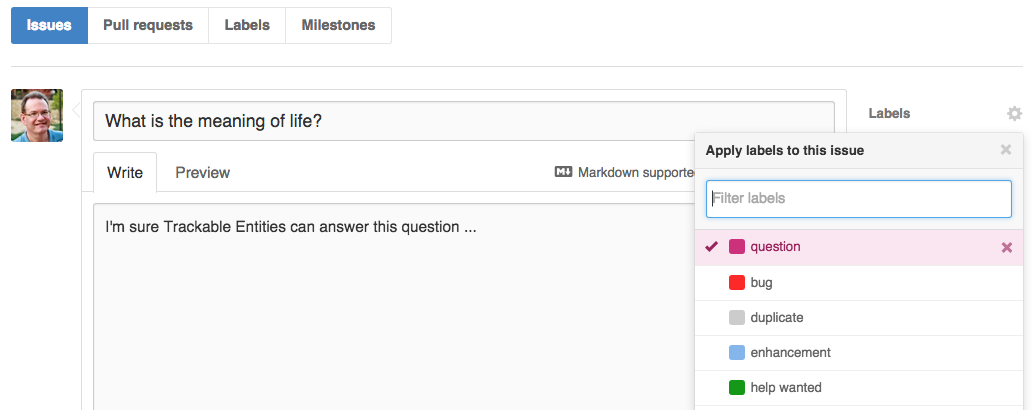 Issues Pull requests Labels Milestones
What is the meaning of life?
Labels
Apply labels to this issue
Write Preview
Markdown supporte
Filter labels
I'm sure Trackable Entities can answer this question ...
question
bug
duplicate
enhancement
help wanted